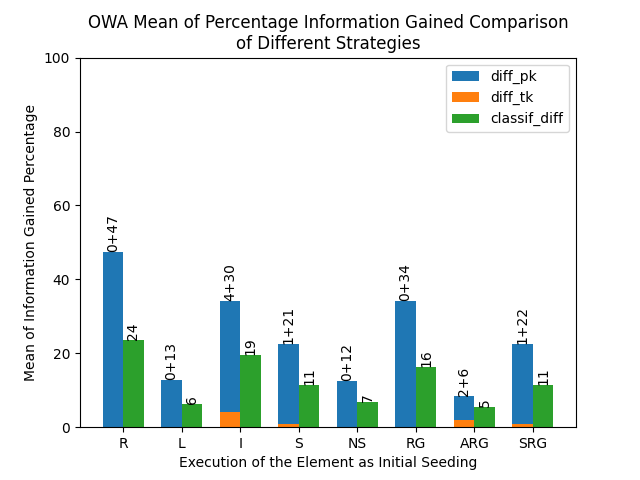 OWA Mean of Percentage Information Gained Comparison
of Different Strategies
Mean of Information Gained Percentage
100
80
60
40
20
0
diff_pk
diff_tk
classif_diff
0+47
24
0+13
6
4+30
19
1+21
11
0+12
7
0+34
16
2+6
5
1+22
11
R L I S NS RG ARG SRG
Execution of the Element as Initial Seeding